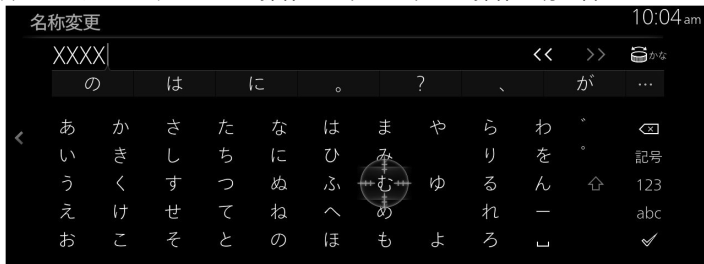 名称変更 10:04 am
XXXX << >> かな
の は に 。 ? 、 が …
あ か さ た な は ま や ら わ ゛
い き し ち に ひ み り を ゜ 記号
う く す つ ぬ ふ む ゆ る ん 123
え け せ て ね へ め れ ー abc
お こ そ と の ほ も よ ろ